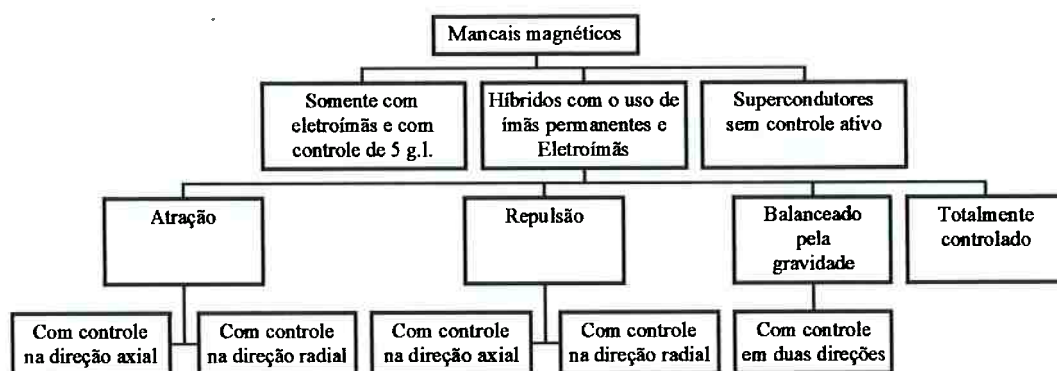 Mancais magnéticos
Somente com
eletroímãs e com
controle de 5 g.l.
Híbridos com o uso de
ímãs permanentes e
Eletroímãs
Supercondutores
sem controle ativo
Atração
Repulsão
Balanceado
pela
gravidade
Totalmente
controlado
Com controle
na direção axial
Com controle
na direção radial
Com controle
na direção axial
Com controle
na direção radial
Com controle
em duas direções